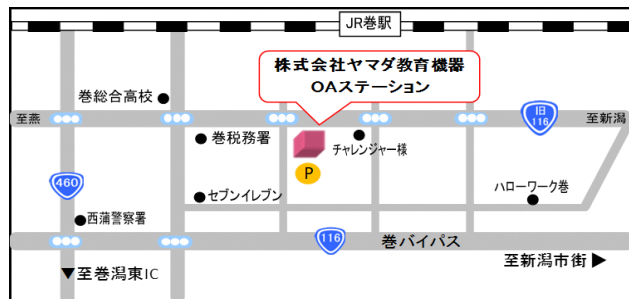 JR巻駅
株式会社ヤマダ教育機器
OAステーション
巻総合高校
至燕
旧
116
至新潟
巻税務署
チャレンジャー様
P
460
セブンイレブン
ハローワーク巻
西蒲警察署
116
巻バイパス
至新潟市街▶
▼至巻潟東IC